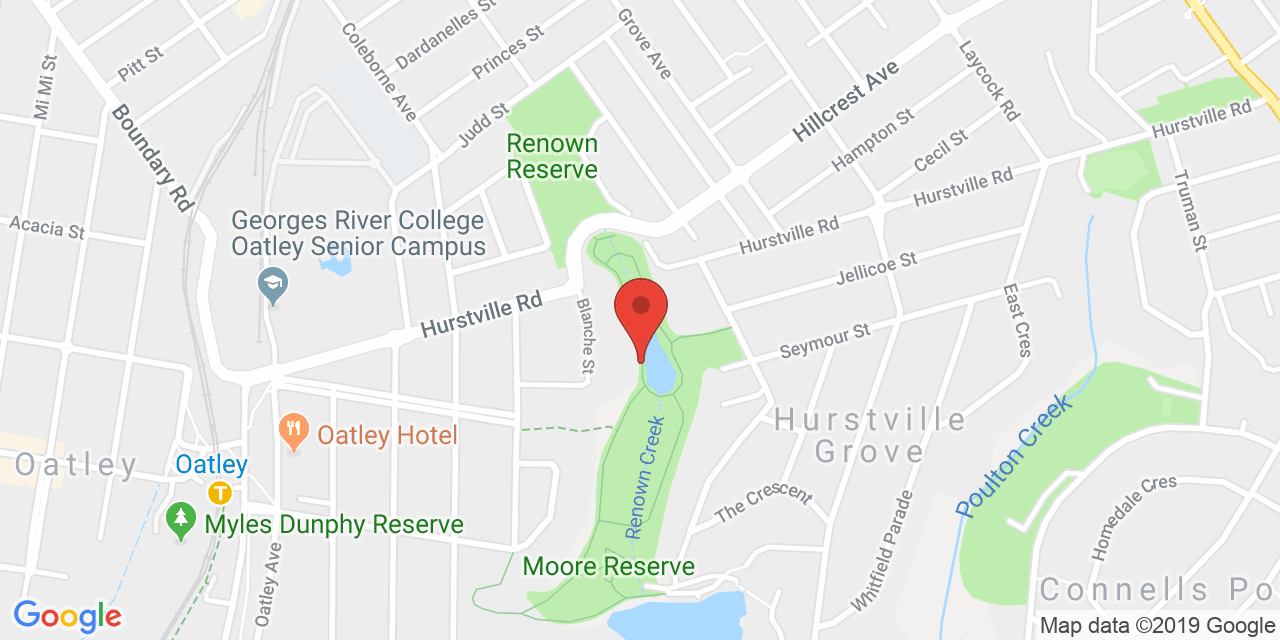 Coleborne Ave
Dardanelles St
Princes St
Grove Ave
Pitt St
Mi Mi St
Boundary Rd
Judd St
Laycock Rd
Hillcrest Ave
Hampton St
Cecil St
Hurstville Rd
Hurstville Rd
Renown
Reserve
Truman St
Acacia St
Georges River College
Oatley Senior Campus
Hurstville Rd
Jellicoe St
Hurstville Rd
Blanche St
East Cres
Seymour St
Oatley Hotel
Hurstville
Grove
Poulton Creek
Oatley
Oatley
T
Renown Creek
The Crescent
Myles Dunphy Reserve
Homedale Cres
Whitfield Parade
Oatley Ave
Moore Reserve
Connells Po
Google
Map data ©2019 Google